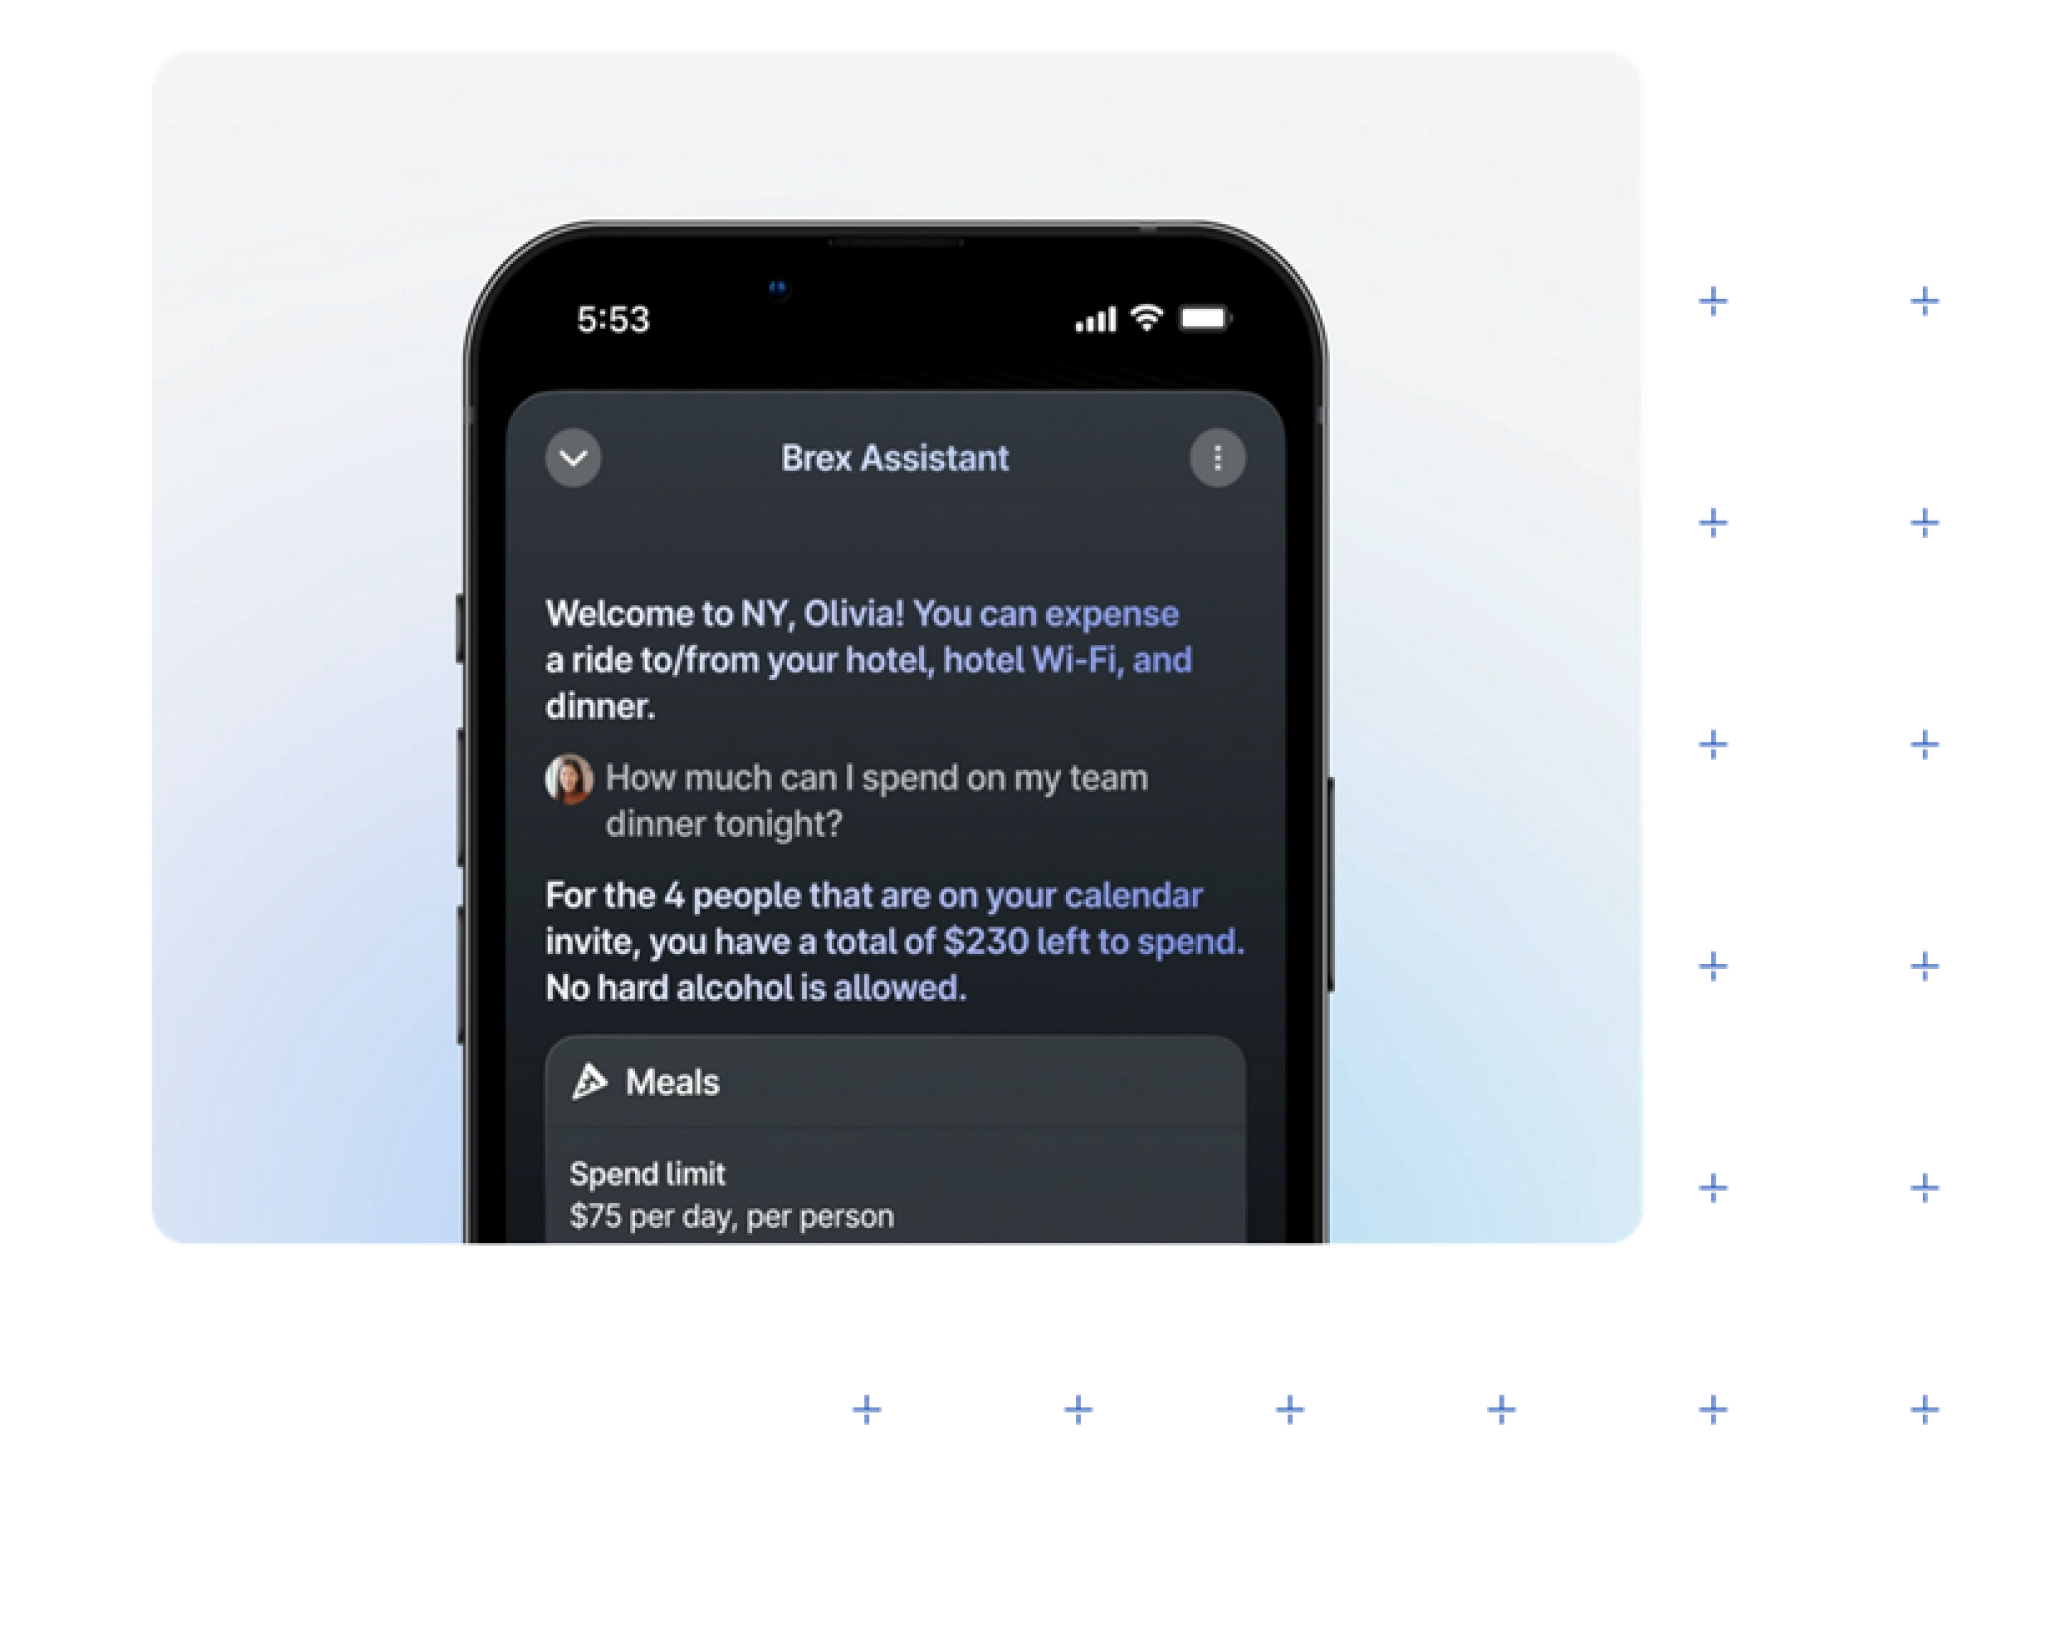 5:53
Brex Assistant
Welcome to NY, Olivia! You can expense
a ride to/from your hotel, hotel Wi-Fi, and
dinner.
How much can I spend on my team
dinner tonight?
For the 4 people that are on your calendar
invite, you have a total of $230 left to spend.
No hard alcohol is allowed.
Meals
Spend limit
$75 per day, per person